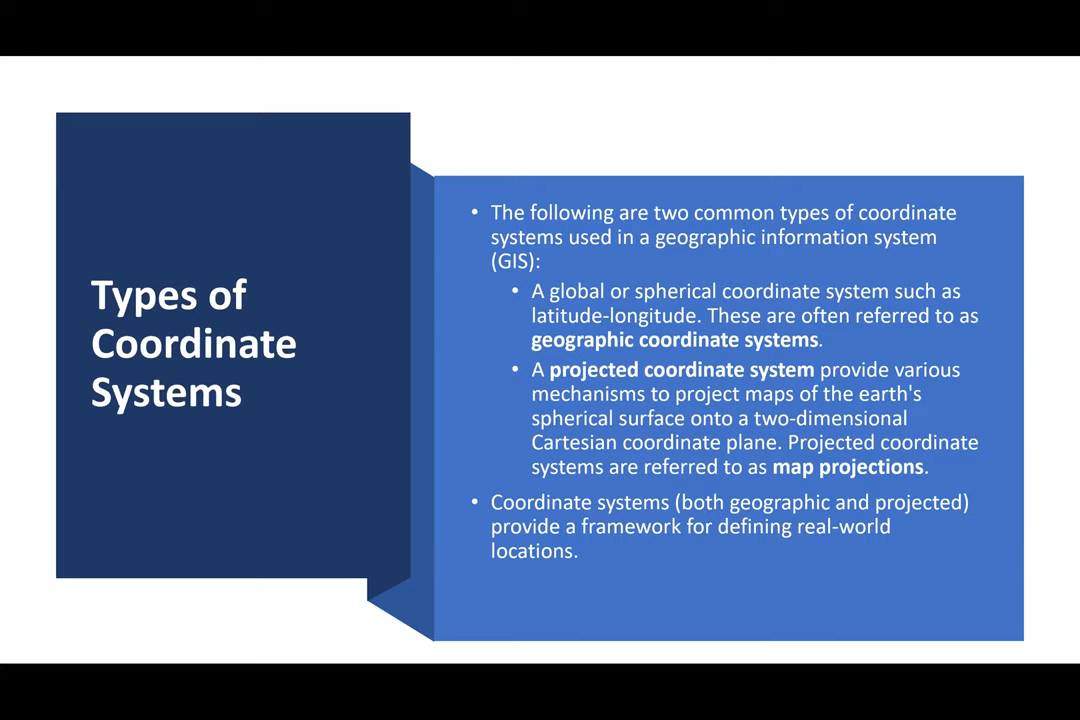 Types of
Coordinate
Systems
• The following are two common types of coordinate
systems used in a geographic information system
(GIS):
• A global or spherical coordinate system such as
latitude-longitude. These are often referred to as
geographic coordinate systems.
• A projected coordinate system provide various
mechanisms to project maps of the earth's
spherical surface onto a two-dimensional
Cartesian coordinate plane. Projected coordinate
systems are referred to as map projections.
• Coordinate systems (both geographic and projected)
provide a framework for defining real-world
locations.